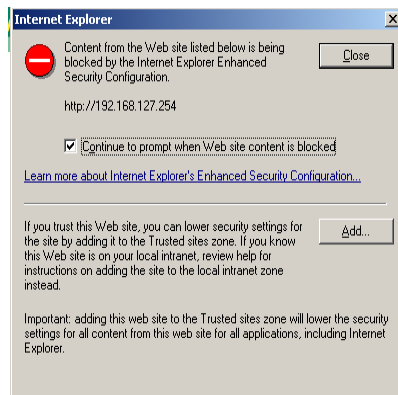 Internet Explorer
Content from the Web site listed below is being
blocked by the Internet Explorer Enhanced
Security Configuration.
Close
http://192.168.127.254
Continue to prompt when Web site content is blocked
Learn more about Internet Explorer's Enhanced Security Configuration...
If you trust this Web site, you can lower security settings for
the site by adding it to the Trusted sites zone. If you know
this Web site is on your local intranet, review help for
instructions on adding the site to the local intranet zone
instead.
Add...
Important: adding this web site to the Trusted sites zone will lower the security
settings for all content from this web site for all applications, including Internet
Explorer.